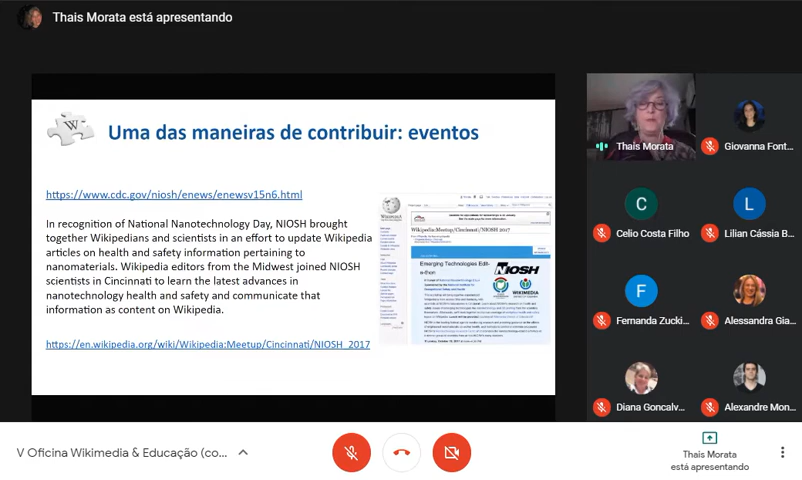 Thais Morata está apresentando
W
Uma das maneiras de contribuir: eventos
https://www.cdc.gov/niosh/enews/enewsv15n6.html
In recognition of National Nanotechnology Day, NIOSH brought
together Wikipedians and scientists in an effort to update Wikipedia
articles on health and safety information pertaining to
nanomaterials. Wikipedia editors from the Midwest joined NIOSH
scientists in Cincinnati to learn the latest advances in
nanotechnology health and safety and communicate that
information as content on Wikipedia.
https://en.wikipedia.org/wiki/Wikipedia:Meetup/Cincinnati/NIOSH_2017
Wikipedia:Meetup/Cincinnati/NIOSH 2017
Emerging Technologies Edit-
a-thon
NIOSH
WIKIMEDIA
Thais Morata
Giovanna Font...
C
Celio Costa Filho
L
Lilian Cássia B...
F
Fernanda Zucki...
Alessandra Gia...
Diana Goncalv...
Alexandre Mon...
V Oficina Wikimedia & Educação (co...
Thais Morata
está apresentando